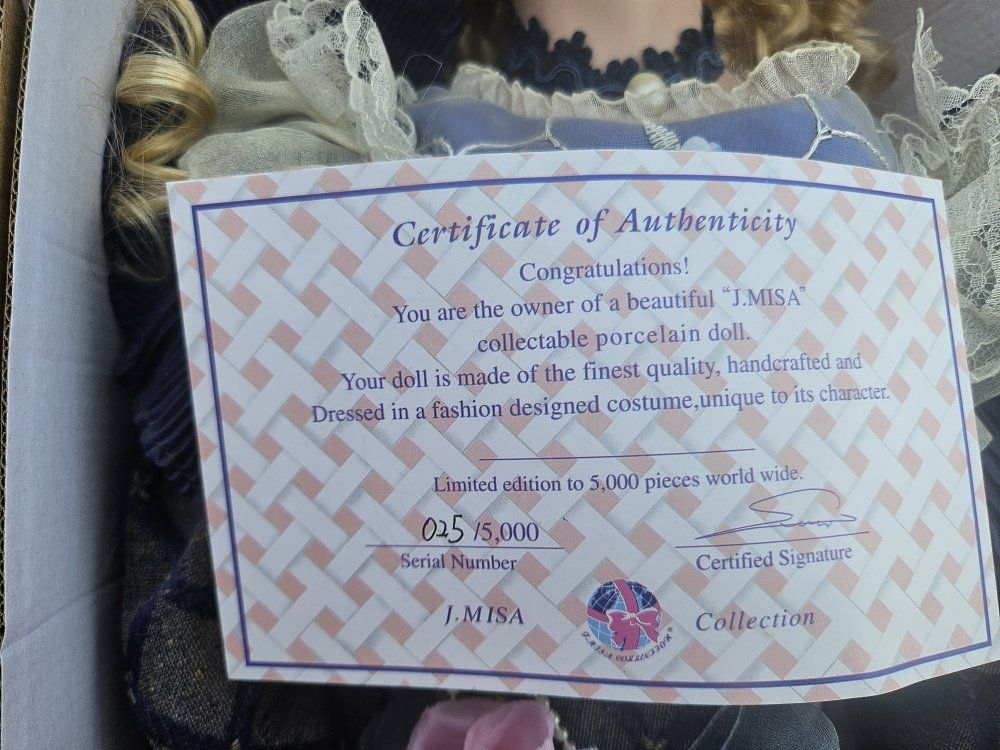 Certificate of Authenticity
Congratulations!
You are the owner of a beautiful “J.MISA”
collectable porcelain doll.
Your doll is made of the finest quality, handcrafted and
Dressed in a fashion designed costume,unique to its character.
Limited edition to 5,000 pieces world wide.
025 /5,000
Serial Number
Certified Signature
J.MISA
J.MISA COLLECTION ®
Collection